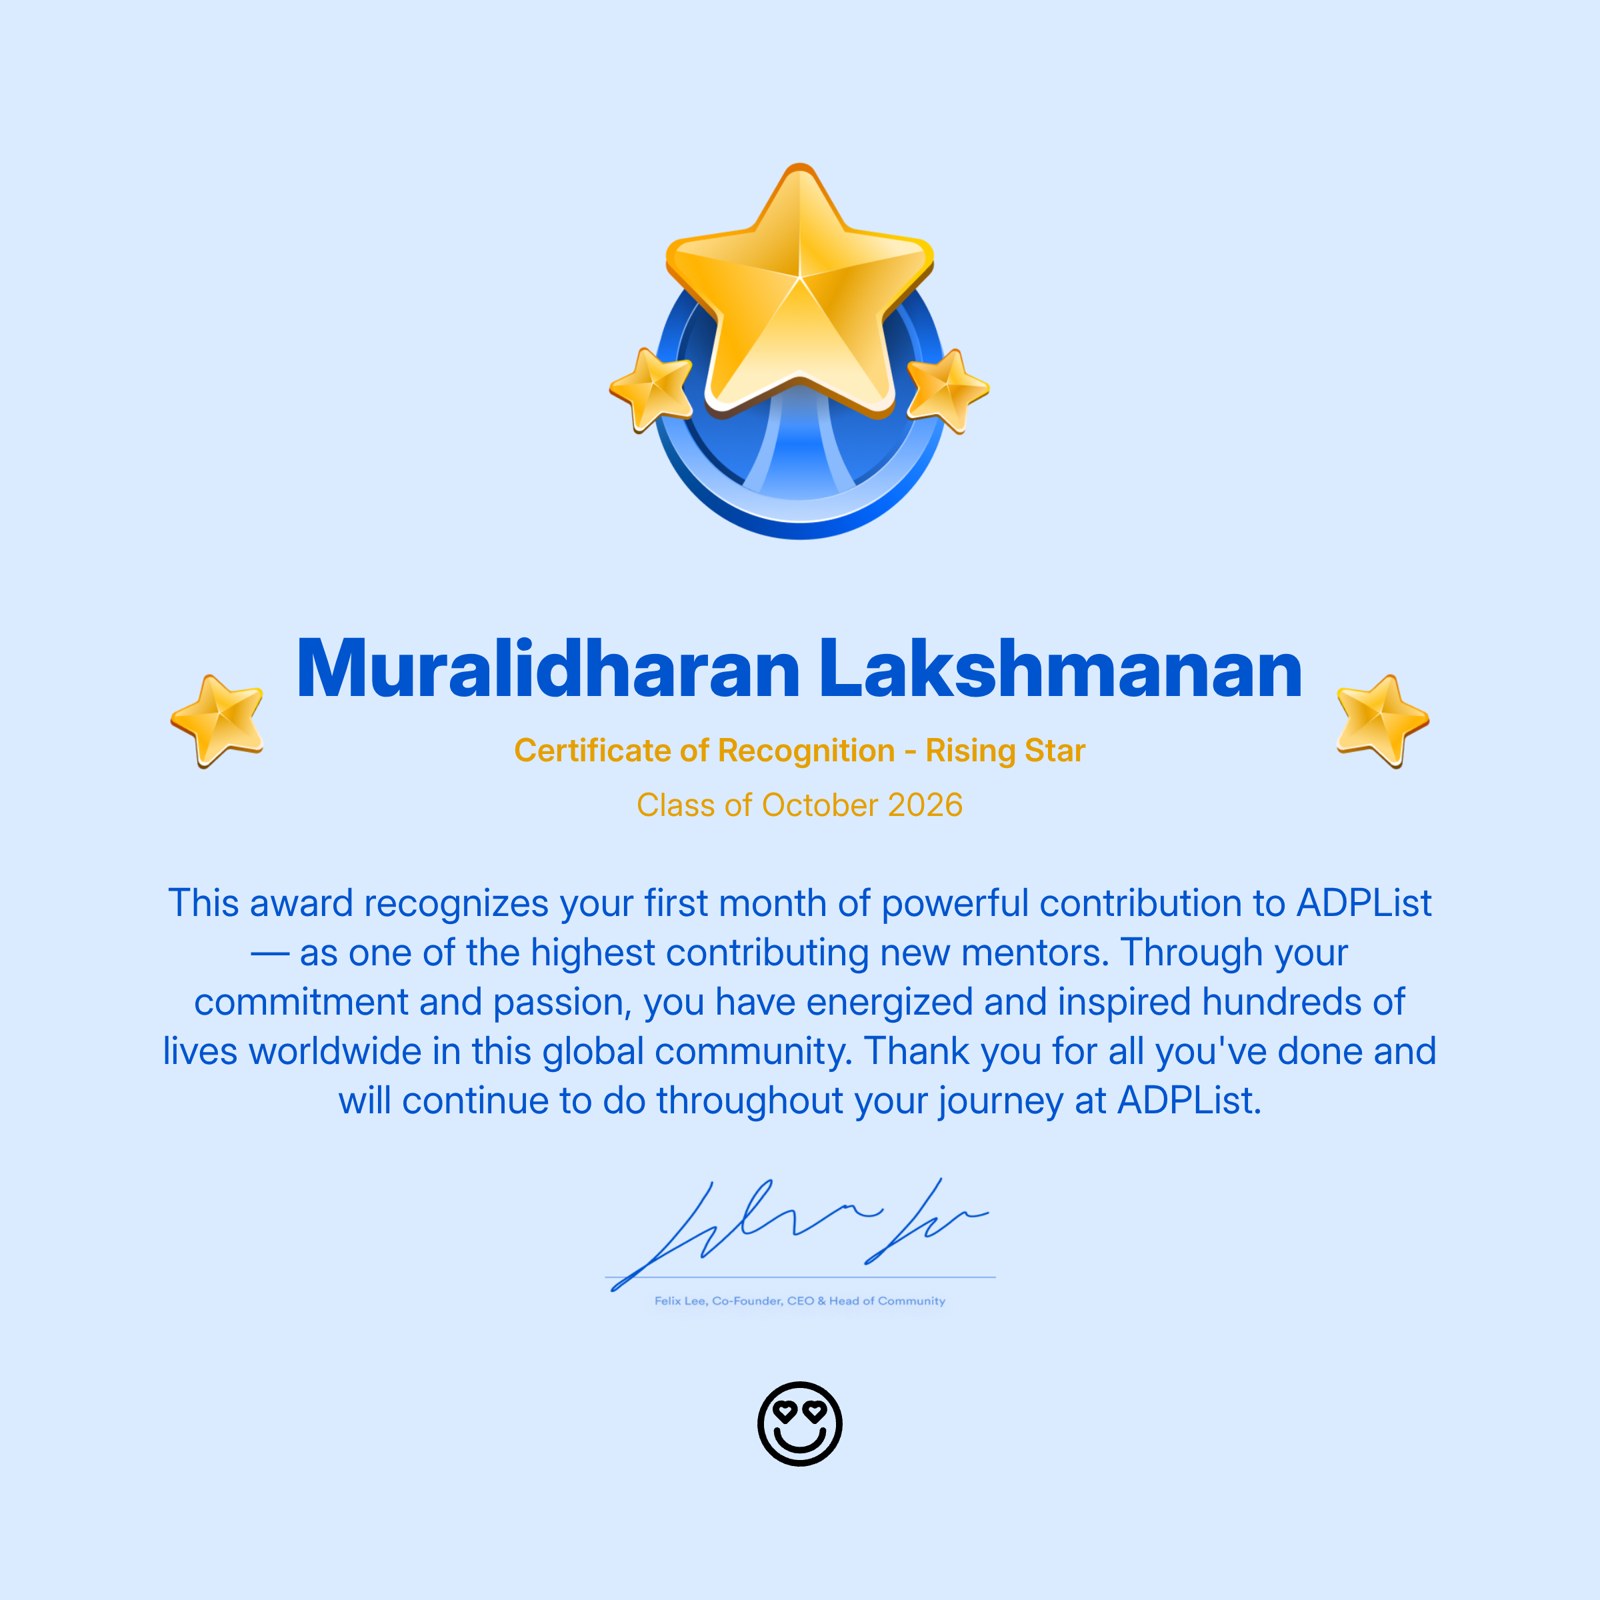 Muralidharan Lakshmanan
Certificate of Recognition - Rising Star
Class of October 2026
This award recognizes your first month of powerful contribution to ADPList
— as one of the highest contributing new mentors. Through your
commitment and passion, you have energized and inspired hundreds of
lives worldwide in this global community. Thank you for all you've done and
will continue to do throughout your journey at ADPList.
Felix Lee, Co-Founder, CEO & Head of Community